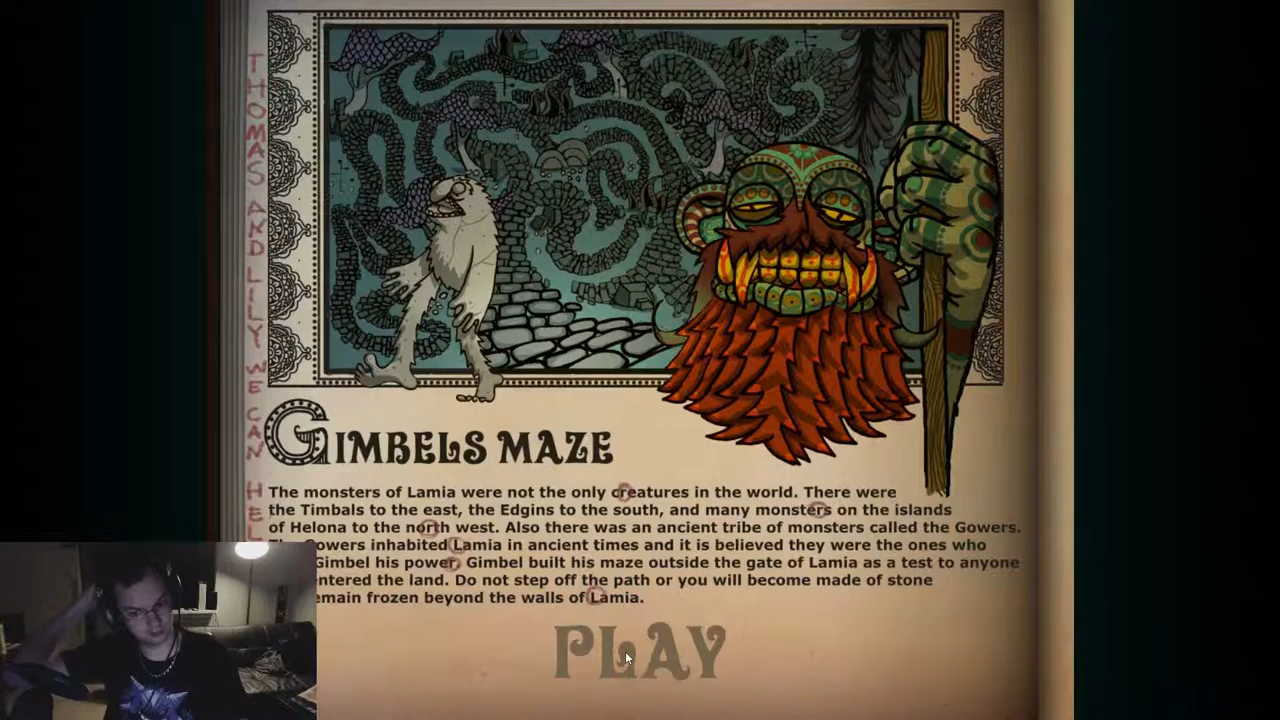 THOMAS AND LILY WE CAN HEL
GIMBELS MAZE
The monsters of Lamia were not the only creatures in the world. There were
the Timbals to the east, the Edgins to the south, and many monsters on the islands
of Helona to the north west. Also there was an ancient tribe of monsters called the Gowers.
Gowers inhabited Lamia in ancient times and it is believed they were the ones who
Gimbel his power. Gimbel built his maze outside the gate of Lamia as a test to anyone
entered the land. Do not step off the path or you will become made of stone
remain frozen beyond the walls of Lamia.
PLAY